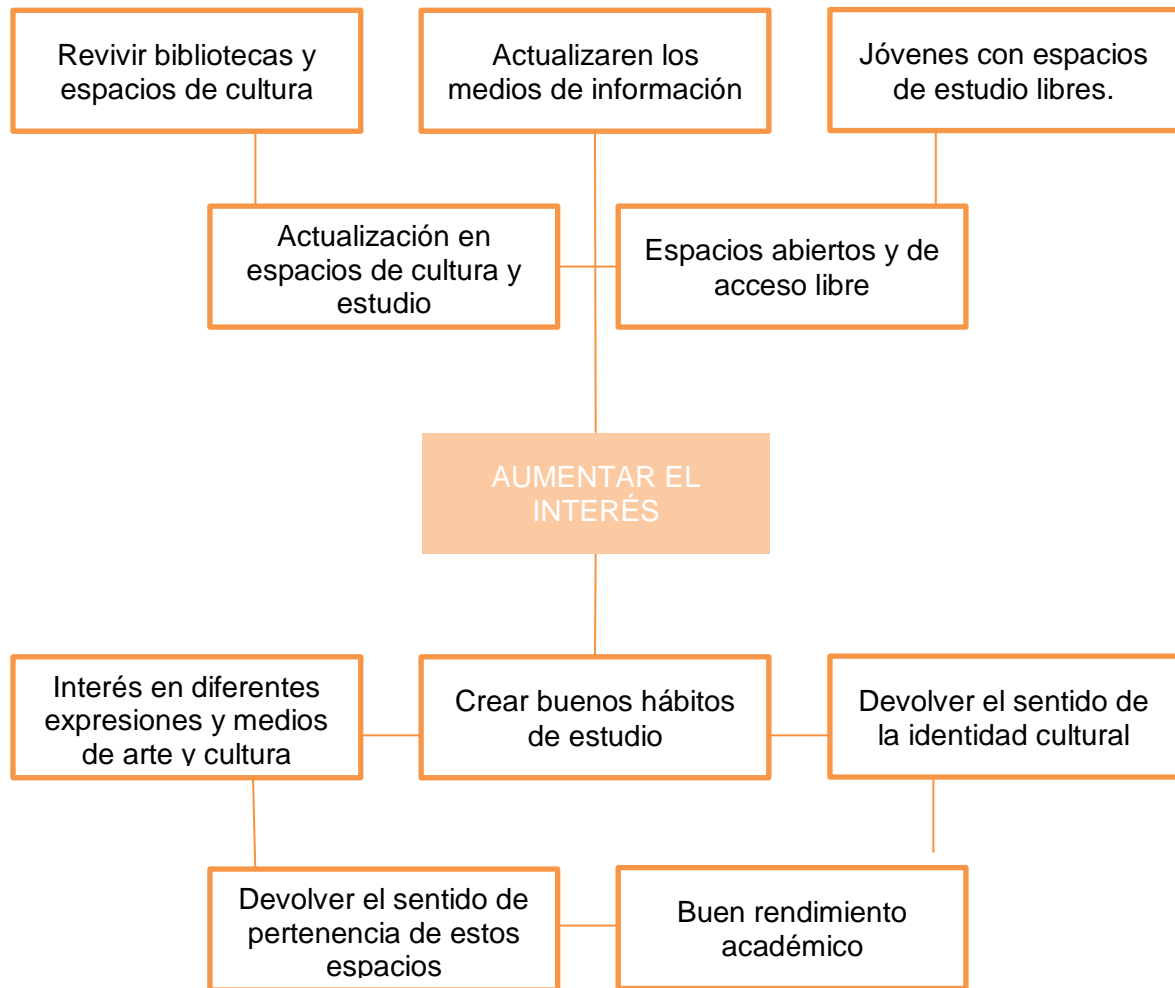 Revivir bibliotecas y
espacios de cultura
Actualizaren los
medios de información
Jóvenes con espacios
de estudio libres.
Actualización en
espacios de cultura y
estudio
Espacios abiertos y de
acceso libre
AUMENTAR EL
INTERÉS
Interés en diferentes
expresiones y medios
de arte y cultura
Crear buenos hábitos
de estudio
Devolver el sentido de
la identidad cultural
Devolver el sentido de
pertenencia de estos
espacios
Buen rendimiento
académico